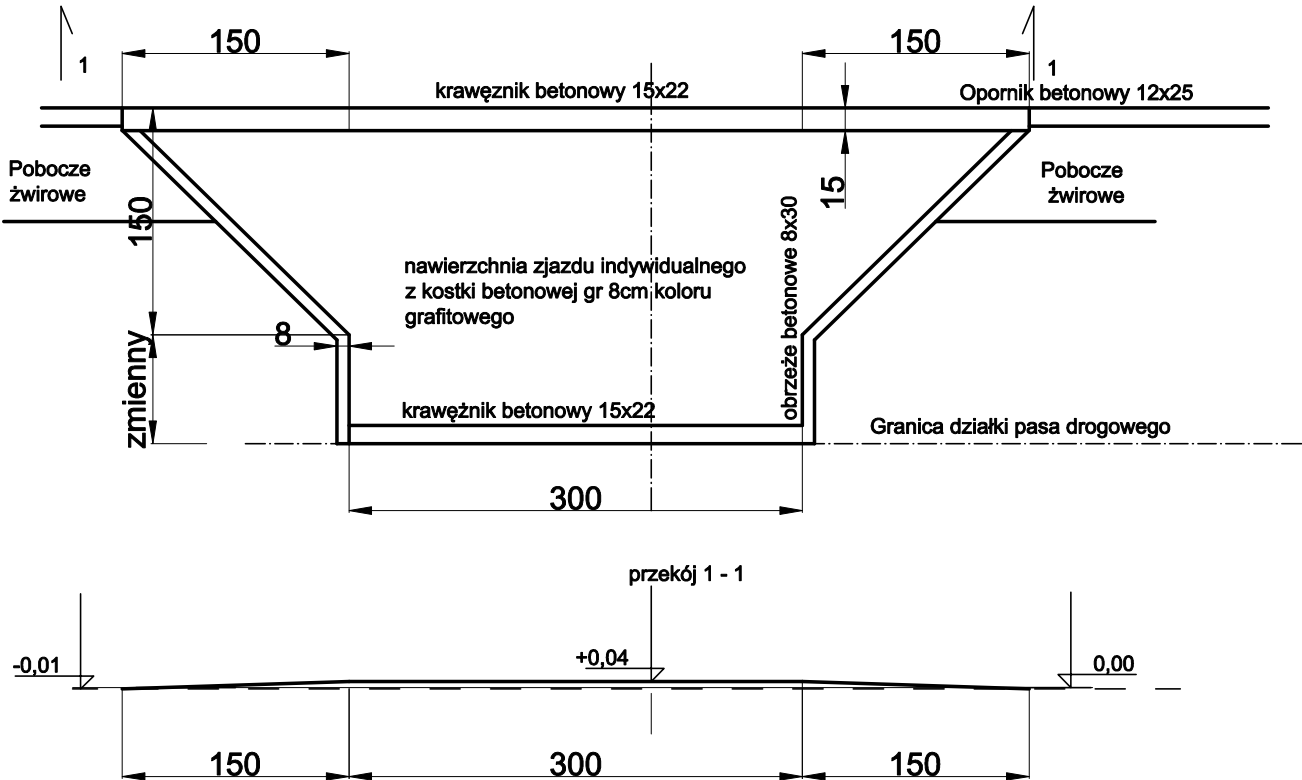 150
150
1
1
krawęznik betonowy 15x22
Opornik betonowy 12x25
Pobocze
żwirowe
Pobocze
żwirowe
15
150
obrzeże betonowe 8x30
nawierzchnia zjazdu indywidualnego
z kostki betonowej gr 8cm koloru
grafitowego
8
zmienny
krawężnik betonowy 15x22
Granica działki pasa drogowego
300
przekój 1 - 1
-0,01
+0,04
0,00
150
300
150